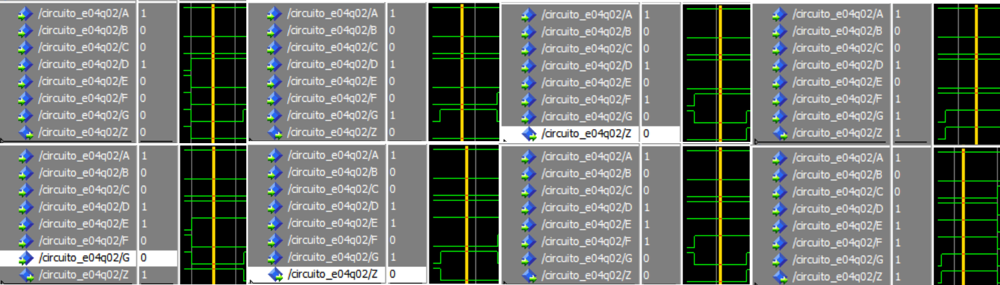 /circuito_e04q02/A 1
/circuito_e04q02/B 0
/circuito_e04q02/C 0
/circuito_e04q02/D 1
/circuito_e04q02/E 0
/circuito_e04q02/F 0
/circuito_e04q02/G 0
/circuito_e04q02/Z 0
/circuito_e04q02/A 1
/circuito_e04q02/B 0
/circuito_e04q02/C 0
/circuito_e04q02/D 1
/circuito_e04q02/E 0
/circuito_e04q02/F 0
/circuito_e04q02/G 1
/circuito_e04q02/Z 0
/circuito_e04q02/A 1
/circuito_e04q02/B 0
/circuito_e04q02/C 0
/circuito_e04q02/D 1
/circuito_e04q02/E 0
/circuito_e04q02/F 1
/circuito_e04q02/G 0
/circuito_e04q02/Z 0
/circuito_e04q02/A 1
/circuito_e04q02/B 0
/circuito_e04q02/C 0
/circuito_e04q02/D 1
/circuito_e04q02/E 0
/circuito_e04q02/F 1
/circuito_e04q02/G 1
/circuito_e04q02/Z 1
/circuito_e04q02/A 1
/circuito_e04q02/B 0
/circuito_e04q02/C 0
/circuito_e04q02/D 1
/circuito_e04q02/E 1
/circuito_e04q02/F 0
/circuito_e04q02/G 0
/circuito_e04q02/Z 1
/circuito_e04q02/A 1
/circuito_e04q02/B 0
/circuito_e04q02/C 0
/circuito_e04q02/D 1
/circuito_e04q02/E 1
/circuito_e04q02/F 0
/circuito_e04q02/G 1
/circuito_e04q02/Z 0
/circuito_e04q02/A 1
/circuito_e04q02/B 0
/circuito_e04q02/C 0
/circuito_e04q02/D 1
/circuito_e04q02/E 1
/circuito_e04q02/F 1
/circuito_e04q02/G 0
/circuito_e04q02/Z 0
/circuito_e04q02/A 1
/circuito_e04q02/B 0
/circuito_e04q02/C 0
/circuito_e04q02/D 1
/circuito_e04q02/E 1
/circuito_e04q02/F 1
/circuito_e04q02/G 1
/circuito_e04q02/Z 1